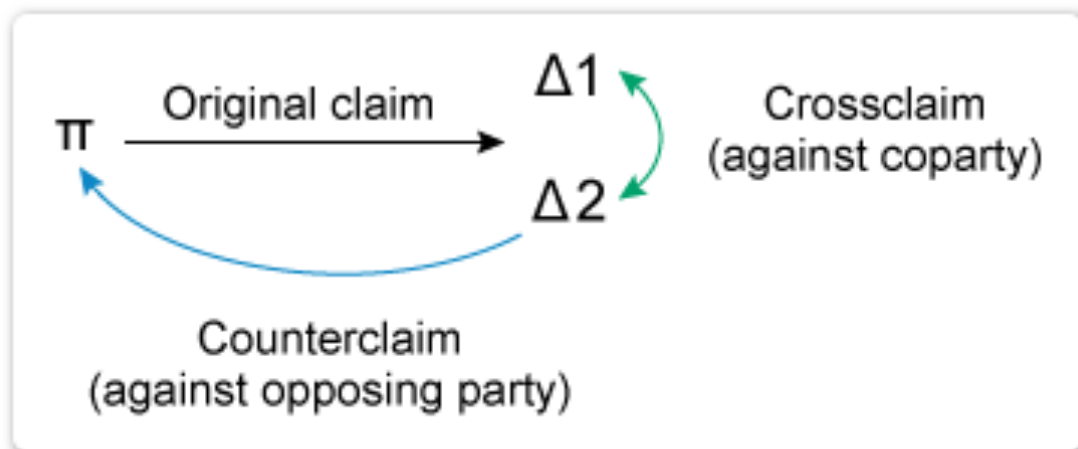 Δ1
Original claim
Crossclaim
π
(against coparty)
Δ2
Counterclaim
(against opposing party)